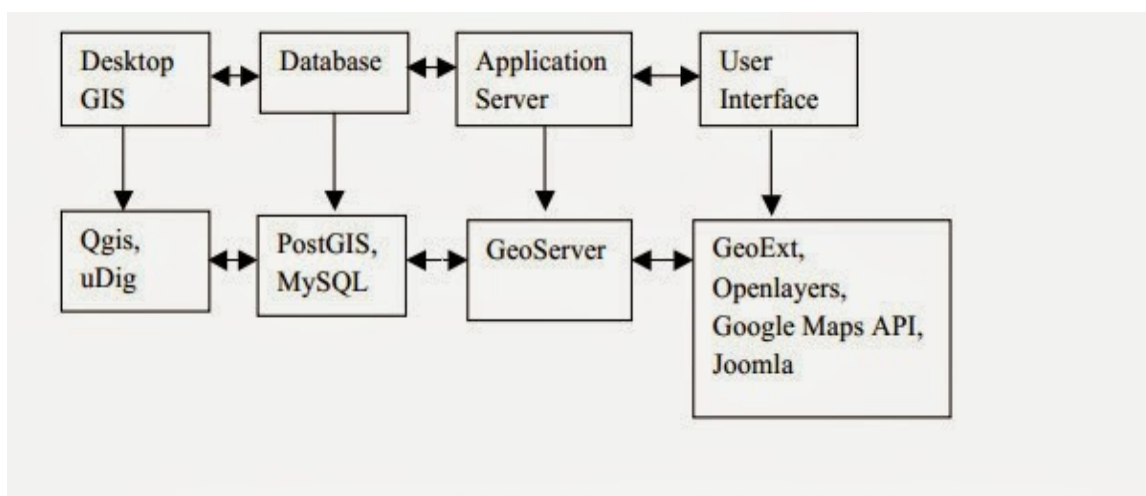 Desktop
GIS
Database
Application
Server
User
Interface
Qgis,
uDig
PostGIS,
MySQL
GeoServer
GeoExt,
Openlayers,
Google Maps API,
Joomla